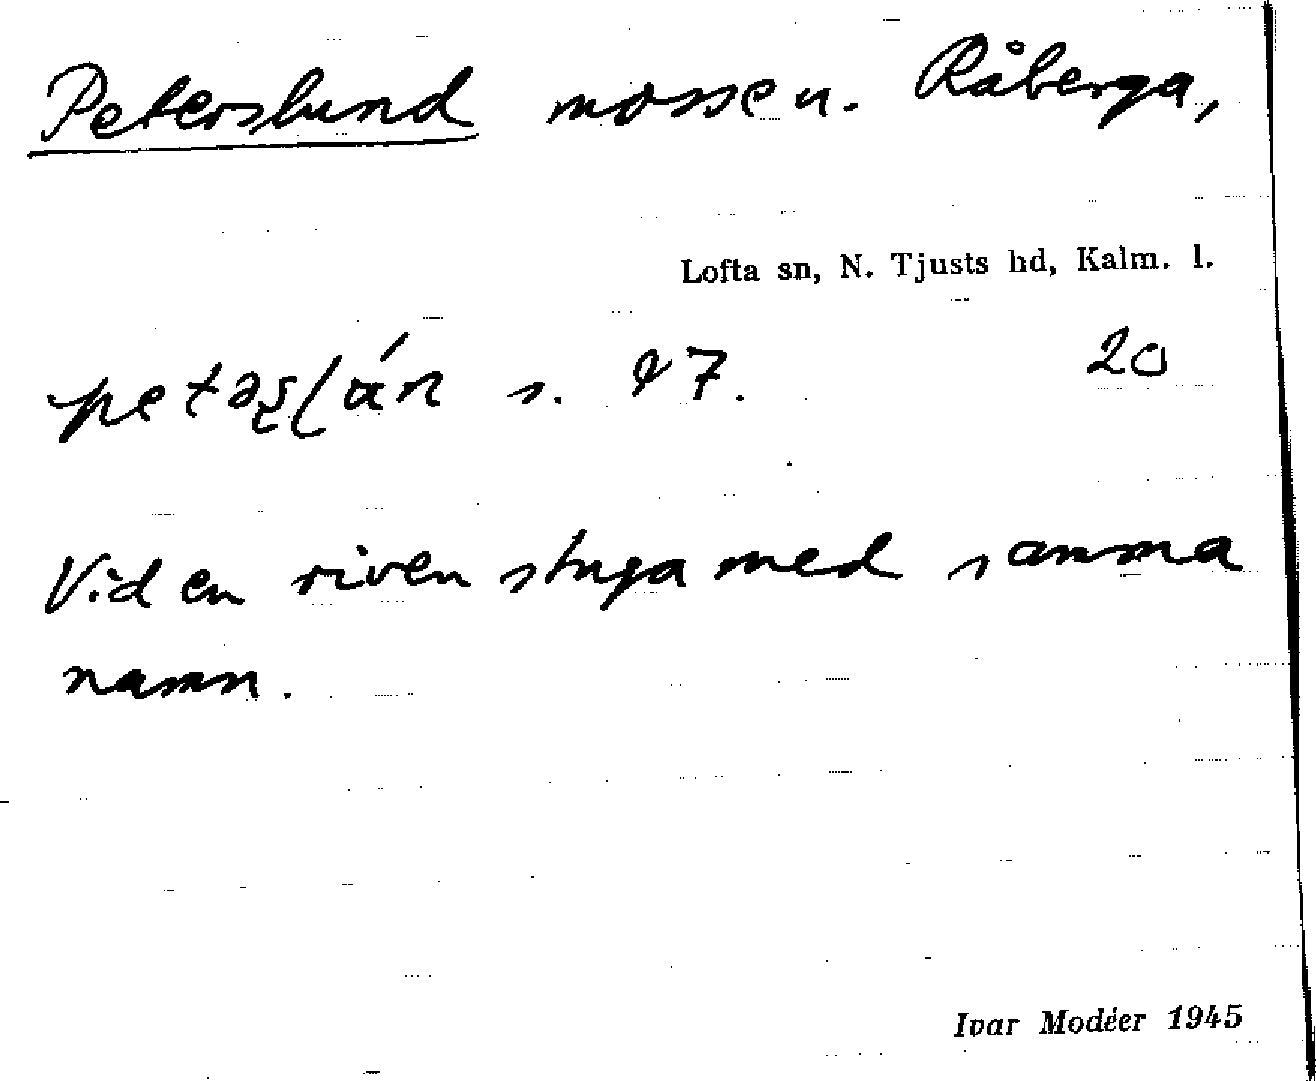 Peterslund mossen. Råberga,
Lofta sn, N. Tjusts hd, Kalm. l.
20
Vid en riven stuga med samma
namn.
Ivar Modéer 1945